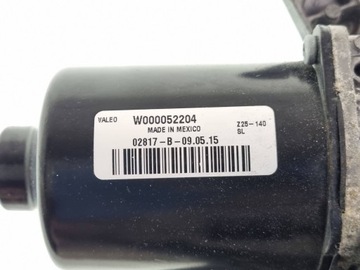 VALEO W000052204
MADE IN MEXICO
Z25-140
SL
02817-B-09.05.15